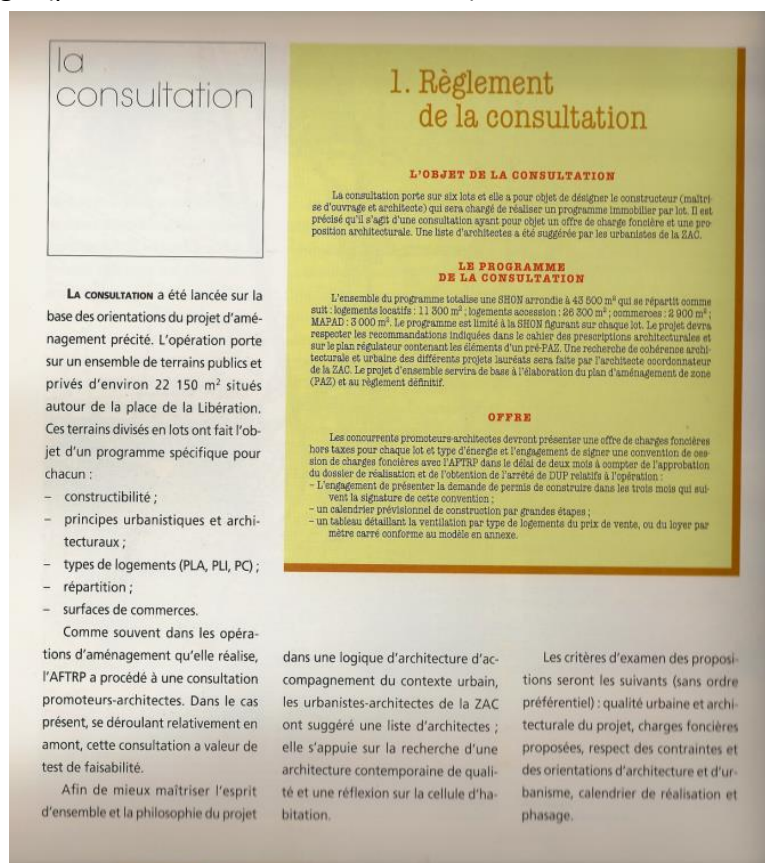 la
consultation
LA CONSULTATION a été lancée sur la
base des orientations du projet d'amé-
nagement précité. L'opération porte
sur un ensemble de terrains publics et
privés d'environ 22 150 m² situés
autour de la place de la Libération.
Ces terrains divisés en lots ont fait l'ob-
jet d'un programme spécifique pour
chacun :
– constructibilité ;
– principes urbanistiques et archi-
tecturaux ;
– types de logements (PLA, PLI, PC) ;
– répartition ;
– surfaces de commerces.
Comme souvent dans les opéra-
tions d'aménagement qu'elle réalise,
l'AFTRP a procédé à une consultation
promoteurs-architectes. Dans le cas
présent, se déroulant relativement en
amont, cette consultation a valeur de
test de faisabilité.
Afin de mieux maîtriser l'esprit
d'ensemble et la philosophie du projet
dans une logique d'architecture d'ac-
compagnement du contexte urbain,
les urbanistes-architectes de la ZAC
ont suggéré une liste d'architectes ;
elle s'appuie sur la recherche d'une
architecture contemporaine de quali-
té et une réflexion sur la cellule d'ha-
bitation.
Les critères d'examen des proposi-
tions seront les suivants (sans ordre
préférentiel) : qualité urbaine et archi-
tecturale du projet, charges foncières
proposées, respect des contraintes et
des orientations d'architecture et d'ur-
banisme, calendrier de réalisation et
phasage.
1. Règlement
de la consultation
L'OBJET DE LA CONSULTATION
La consultation porte sur six lots et elle a pour objet de désigner le constructeur (maîtri-
se d'ouvrage et architecte) qui sera chargé de réaliser un programme immobilier par lot. Il est
précisé qu'il s'agit d'une consultation ayant pour objet un offre de charge foncière et une pro-
position architecturale. Une liste d'architectes a été suggérée par les urbanistes de la ZAC.
LE PROGRAMME
DE LA CONSULTATION
L'ensemble du programme totalise une SHON arrondie à 43 500 m² qui se répartit comme
suit : logements locatifs : 11 300 m² ; logements accession : 26 300 m² ; commerces : 2 900 m² ;
MAPAD : 3 000 m². Le programme est limité à la SHON figurant sur chaque lot. Le projet devra
respecter les recommandations indiquées dans le cahier des prescriptions architecturales et
sur le plan régulateur contenant les éléments d'un pré-PAZ. Une recherche de cohérence archi-
tecturale et urbaine des différents projets lauréats sera faite par l'architecte coordonnateur
de la ZAC. Le projet d'ensemble servira de base à l'élaboration du plan d'aménagement de zone
(PAZ) et au règlement définitif.
OFFRE
Les concurrents promoteurs-architectes devront présenter une offre de charges foncières
hors taxes pour chaque lot et type d'énergie et l'engagement de signer une convention de ces-
sion de charges foncières avec l'AFTRP dans le délai de deux mois à compter de l'approbation
du dossier de réalisation et de l'obtention de l'arrêté de DUP relatifs à l'opération :
– L'engagement de présenter la demande de permis de construire dans les trois mois qui sui-
vent la signature de cette convention ;
– un calendrier prévisionnel de construction par grandes étapes ;
– un tableau détaillant la ventilation par type de logements du prix de vente, ou du loyer par
mètre carré conforme au modèle en annexe.